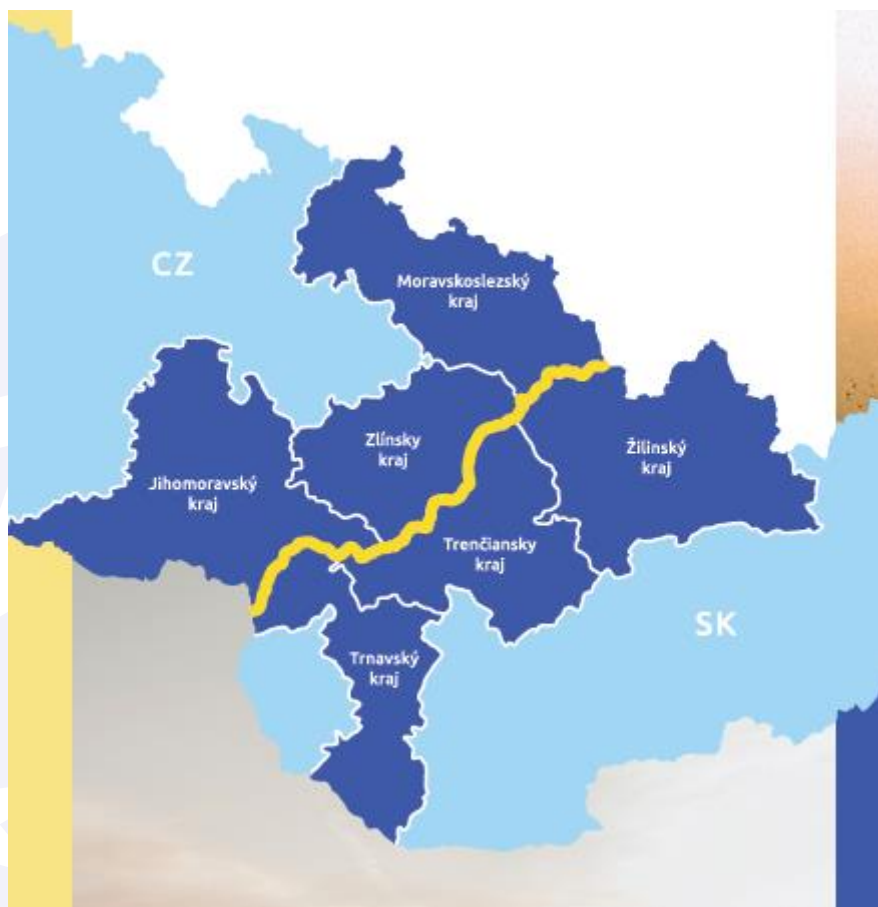 CZ
Moravskoslezský
kraj
Zlínsky
kraj
Žilinský
kraj
Jihomoravský
kraj
Trenčiansky
kraj
SK
Trnavský
kraj